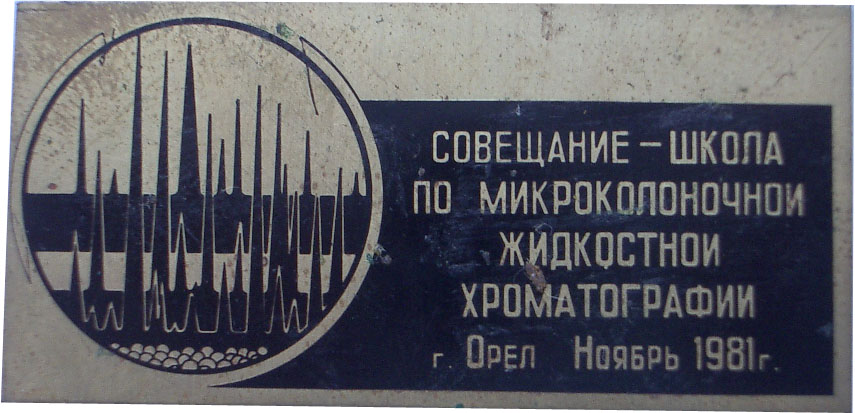 СОВЕЩАНИЕ – ШКОЛА
ПО МИКРОКОЛОНОЧНОЙ
ЖИДКОСТНОЙ
ХРОМАТОГРАФИИ
г. Орел Ноябрь 1981г.